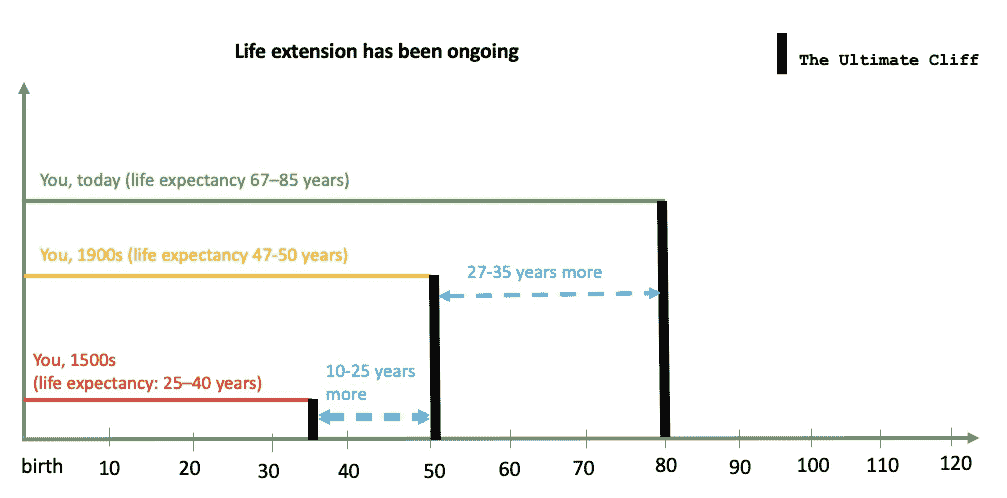 Life extension has been ongoing
The Ultimate Cliff
You, today (life expectancy 67–85 years)
You, 1900s (life expectancy 47-50 years)
27-35 years more
You, 1500s
(life expectancy: 25–40 years)
10-25 years
more
birth 10 20 30 40 50 60 70 80 90 100 110 120